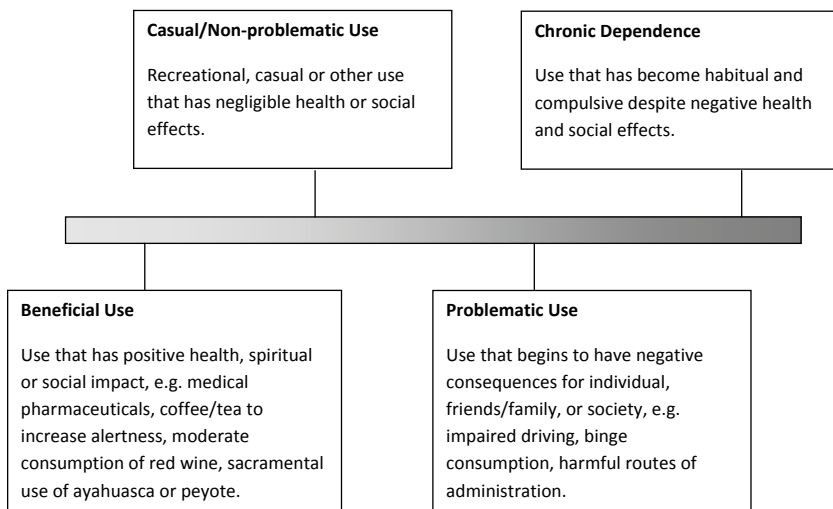 Casual/Non-problematic Use
Recreational, casual or other use
that has negligible health or social
effects.
Chronic Dependence
Use that has become habitual and
compulsive despite negative health
and social effects.
Beneficial Use
Use that has positive health, spiritual
or social impact, e.g. medical
pharmaceuticals, coffee/tea to
increase alertness, moderate
consumption of red wine, sacramental
use of ayahuasca or peyote.
Problematic Use
Use that begins to have negative
consequences for individual,
friends/family, or society, e.g.
impaired driving, binge
consumption, harmful routes of
administration.